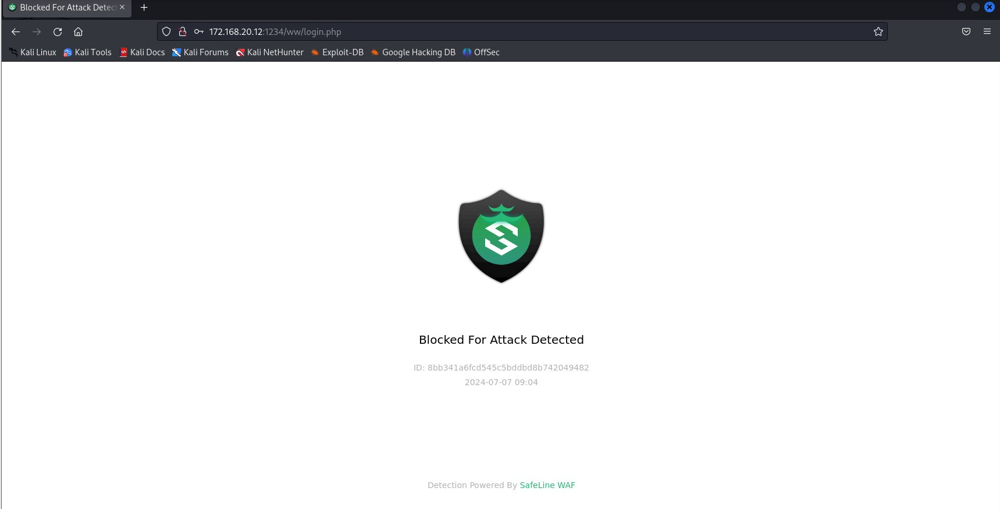 Blocked For Attack Detect
172.168.20.12:1234/ww/login.php
Kali Linux Kali Tools Kali Docs Kali Forums Kali NetHunter Exploit-DB Google Hacking DB OffSec
Blocked For Attack Detected
ID: 8bb341a6fcd545c5bddbd8b742049482
2024-07-07 09:04
Detection Powered By SafeLine WAF